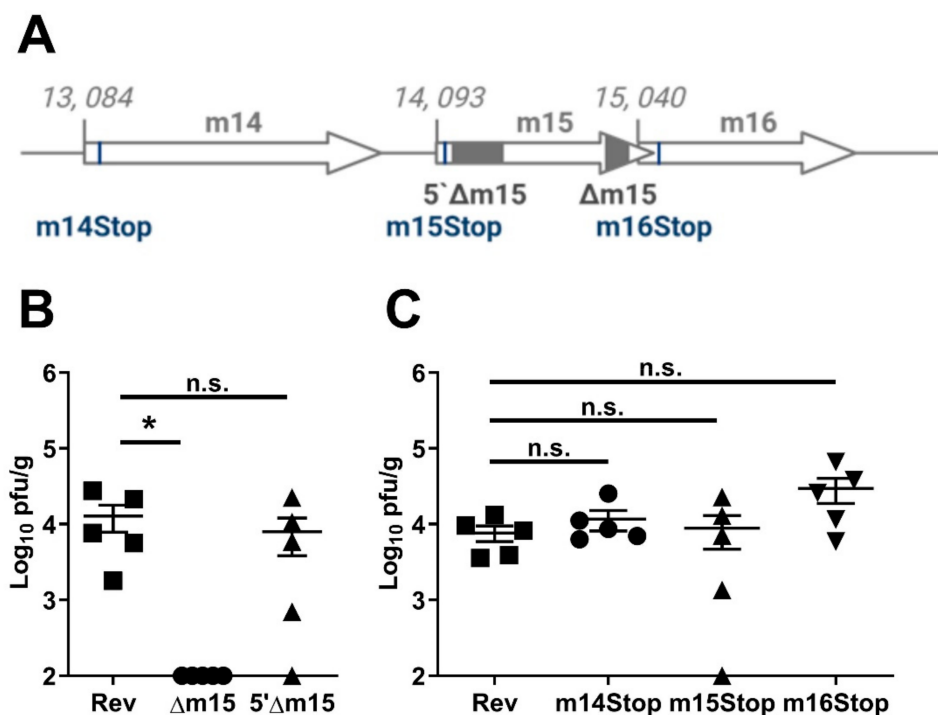 A
13, 084 14, 093 15, 040
m14 m15 m16
5`Δm15 Δm15
m14Stop m15Stop m16Stop
B
6
5
4
3
2
Log10 pfu/g
n.s.
*
Rev Δm15 5'Δm15
C
6
5
4
3
2
Log10 pfu/g
n.s.
n.s.
n.s.
Rev m14Stop m15Stop m16Stop